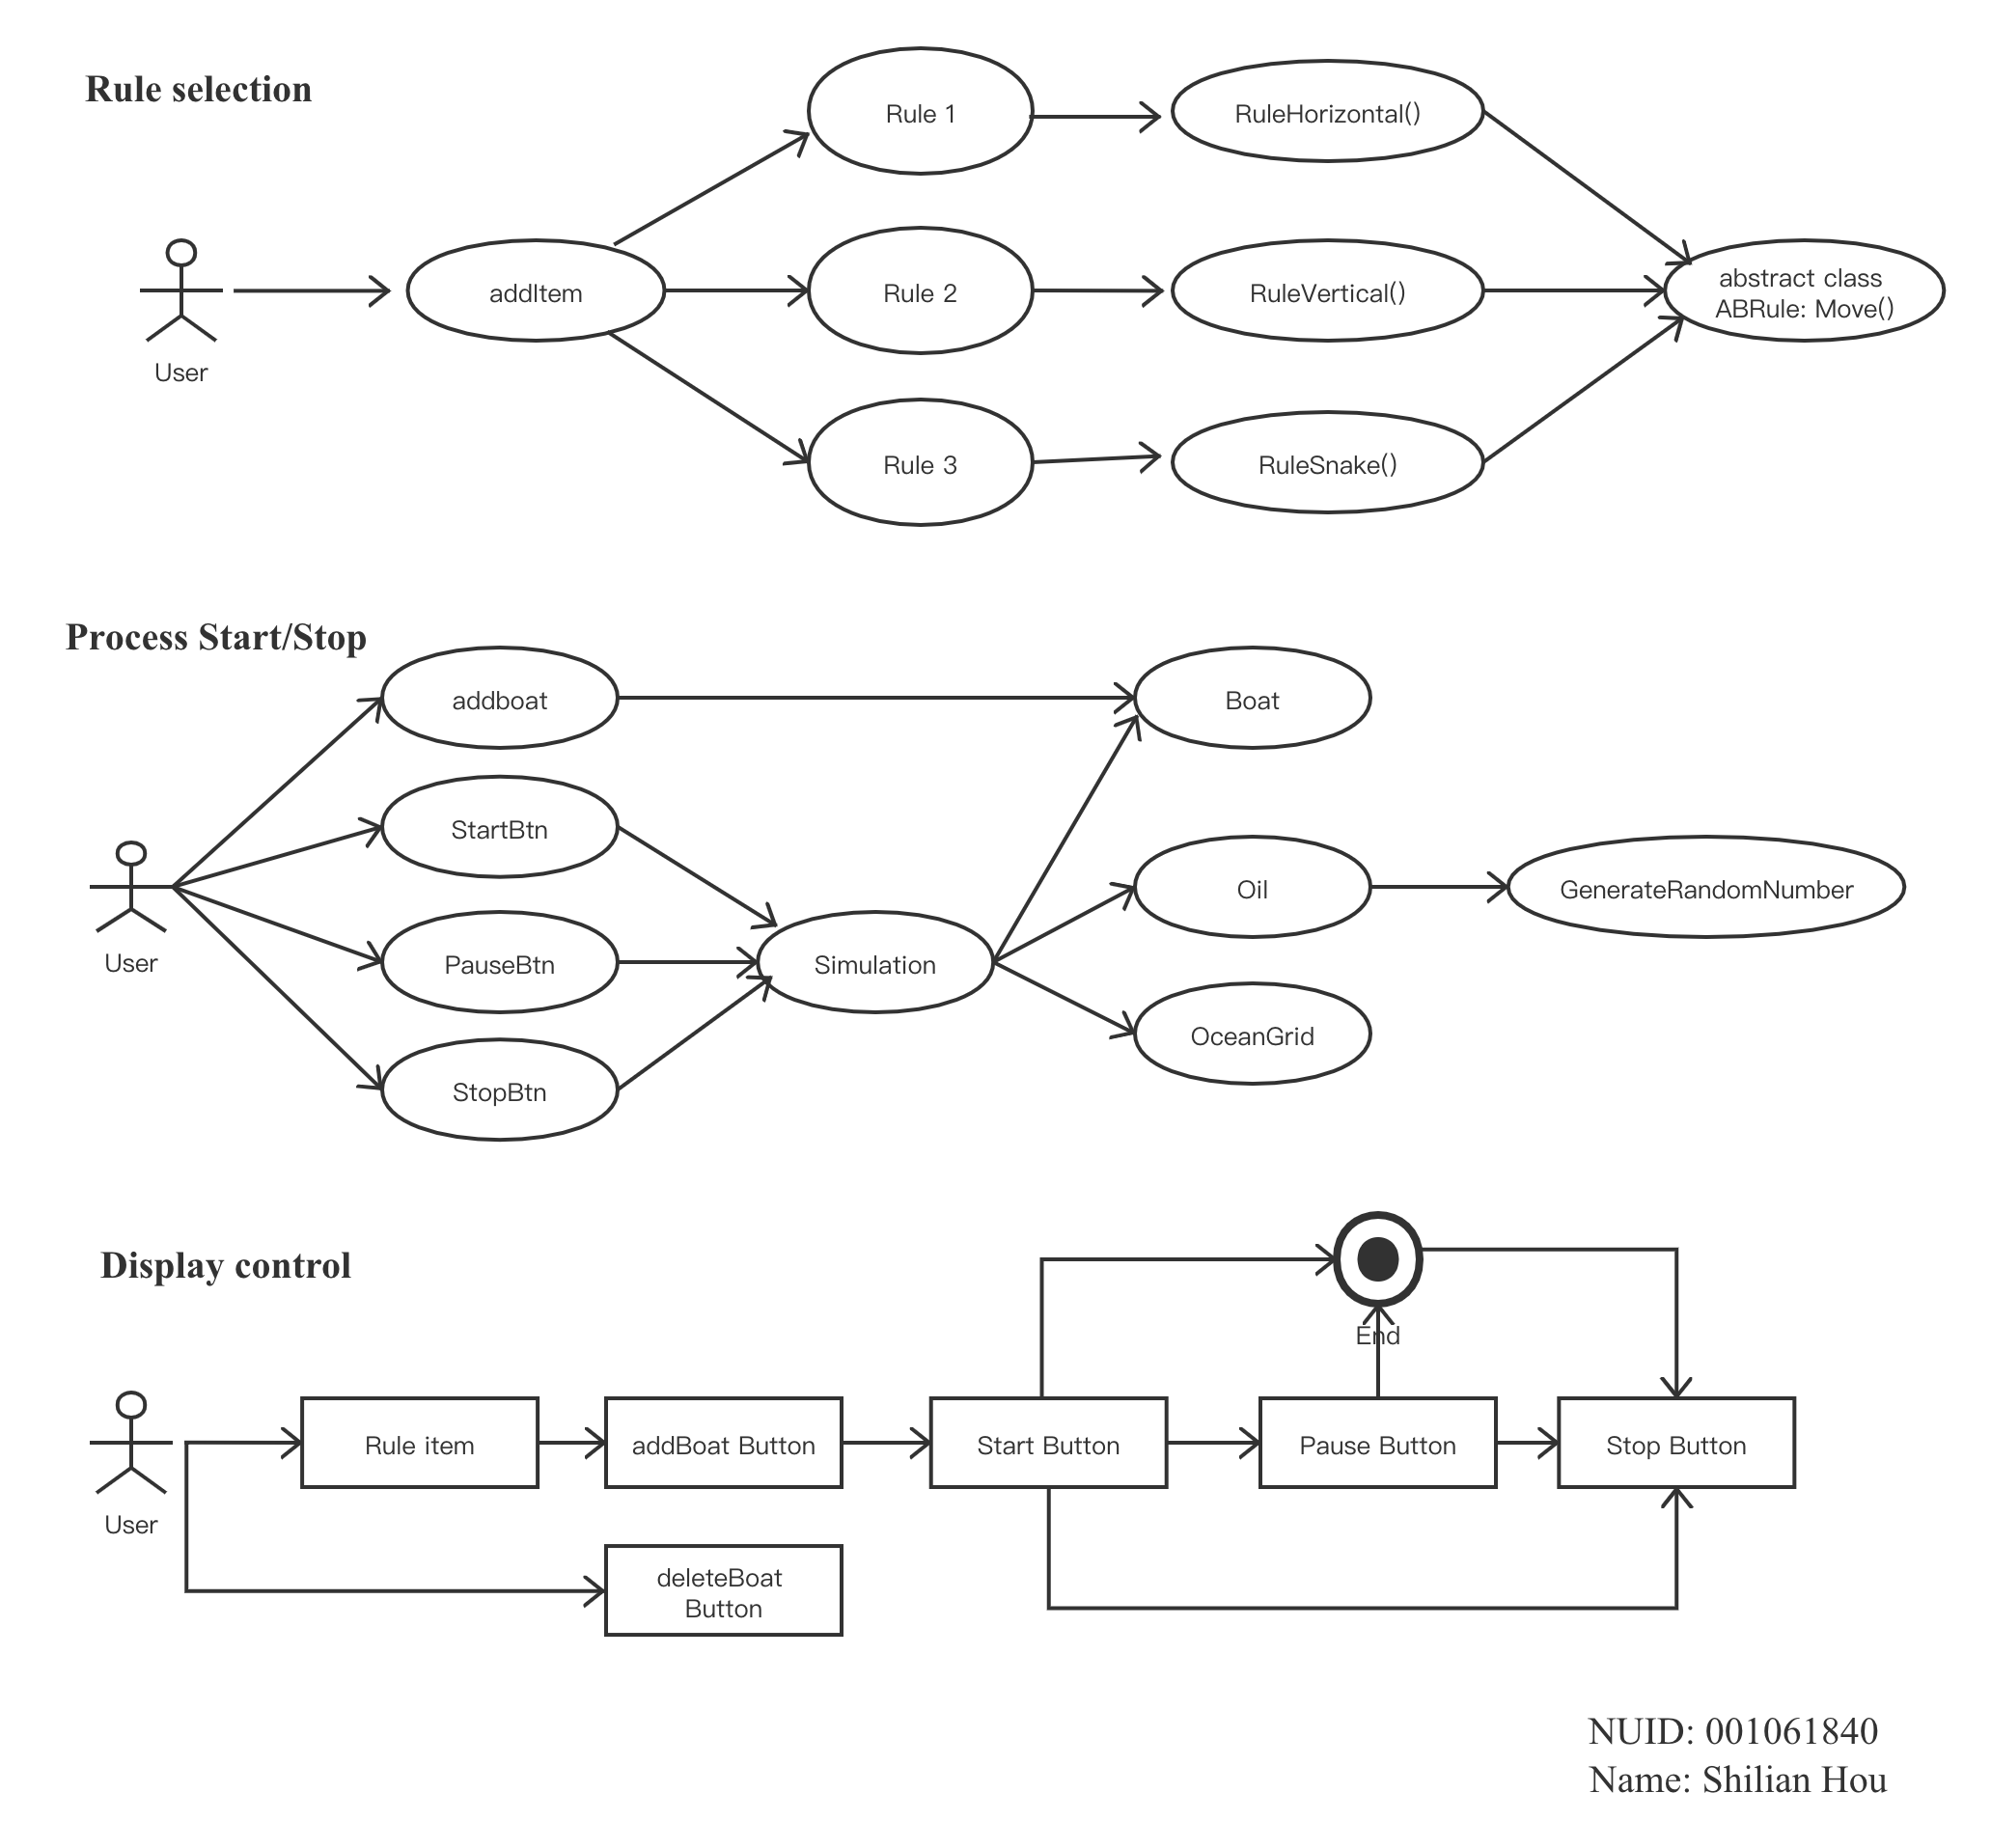 Rule selection
Rule 1
RuleHorizontal()
User
addItem
Rule 2
RuleVertical()
abstract class
ABRule: Move()
Rule 3
RuleSnake()
Process Start/Stop
addboat
Boat
StartBtn
Oil
GenerateRandomNumber
User
PauseBtn
Simulation
OceanGrid
StopBtn
Display control
End
User
Rule item
addBoat Button
Start Button
Pause Button
Stop Button
deleteBoat
Button
NUID: 001061840
Name: Shilian Hou